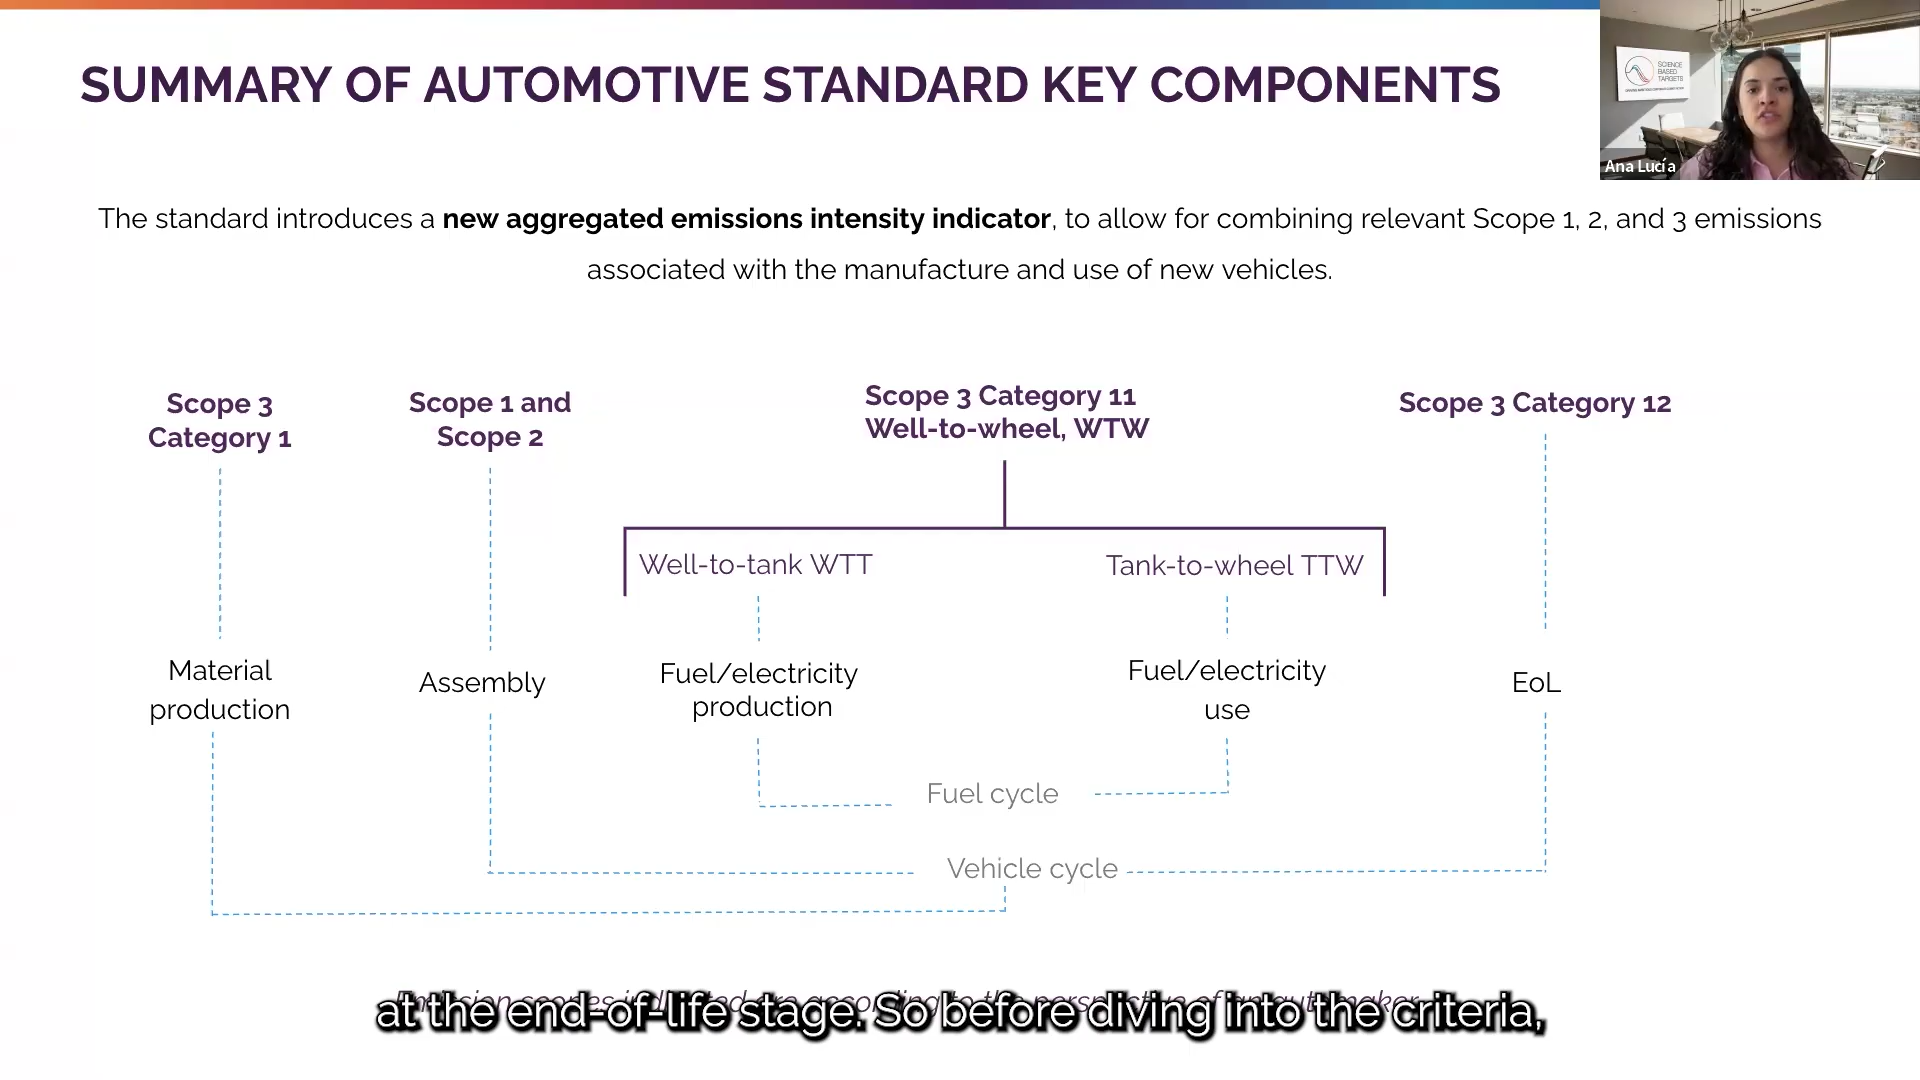 SUMMARY OF AUTOMOTIVE STANDARD KEY COMPONENTS
SCIENCE
BASED
TARGETS
Ana Lucía
The standard introduces a new aggregated emissions intensity indicator, to allow for combining relevant Scope 1, 2, and 3 emissions
associated with the manufacture and use of new vehicles.
Scope 3
Category 1
Scope 1 and
Scope 2
Scope 3 Category 11
Well-to-wheel, WTW
Scope 3 Category 12
Well-to-tank WTT
Tank-to-wheel TTW
Material
production
Assembly
Fuel/electricity
production
Fuel/electricity
use
EoL
Fuel cycle
Vehicle cycle
at the end-of-life stage. So before diving into the criteria,